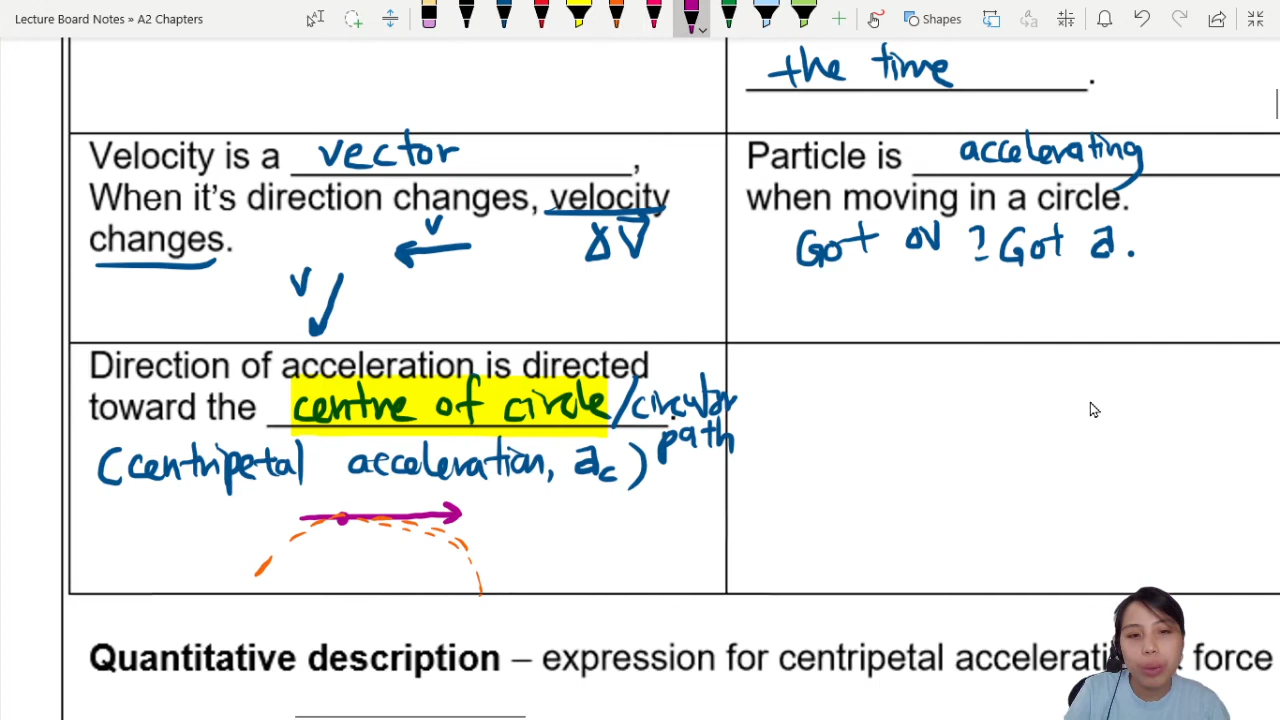 Lecture Board Notes » A2 Chapters
Shapes
the time.
Velocity is a vector,
When it's direction changes, velocity
changes.
v
ΔV
v
Particle is accelerating
when moving in a circle.
Got ΔV ? Got a.
Direction of acceleration is directed
toward the centre of circle/circular path.
(centripetal acceleration, ac)
Quantitative description – expression for centripetal
force